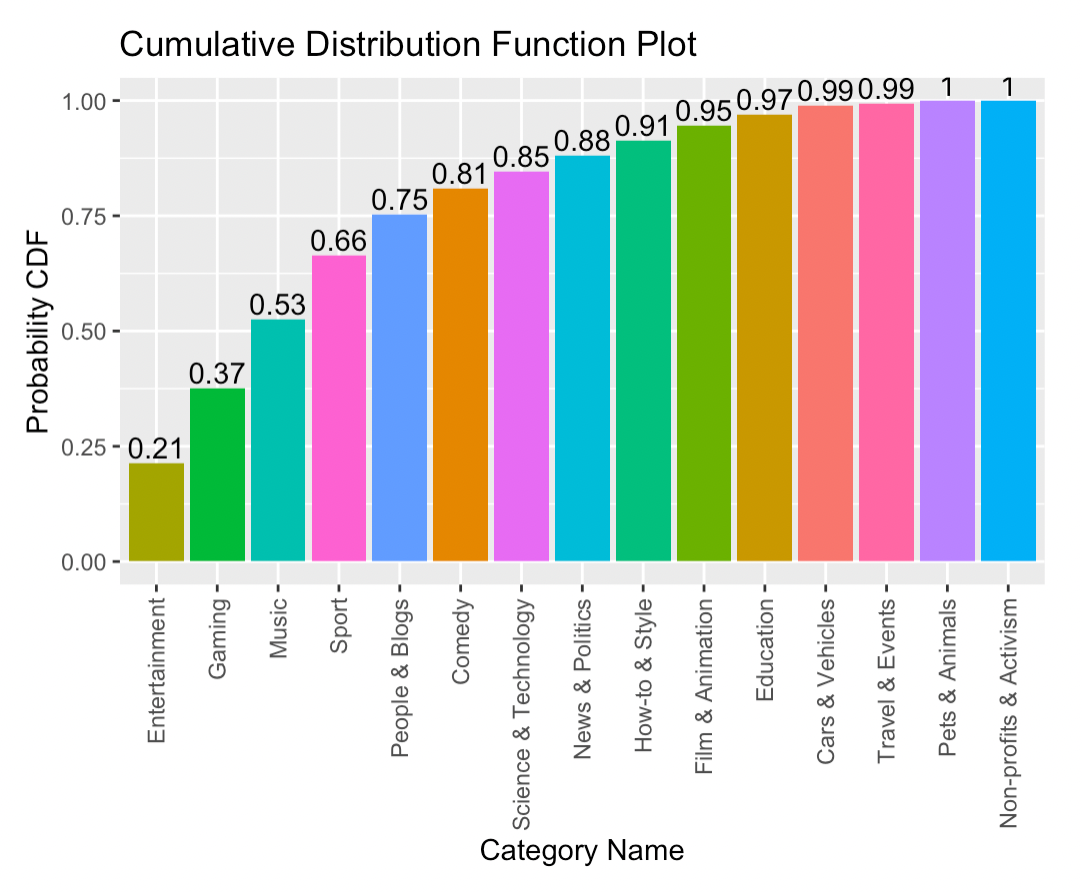 Cumulative Distribution Function Plot
Probability CDF
1.00
0.75
0.50
0.25
0.00
0.21
0.37
0.53
0.66
0.75
0.81
0.85
0.88
0.91
0.95
0.97
0.99
0.99
1
1
Entertainment
Gaming
Music
Sport
People & Blogs
Comedy
Science & Technology
News & Politics
How-to & Style
Film & Animation
Education
Cars & Vehicles
Travel & Events
Pets & Animals
Non-profits & Activism
Category Name